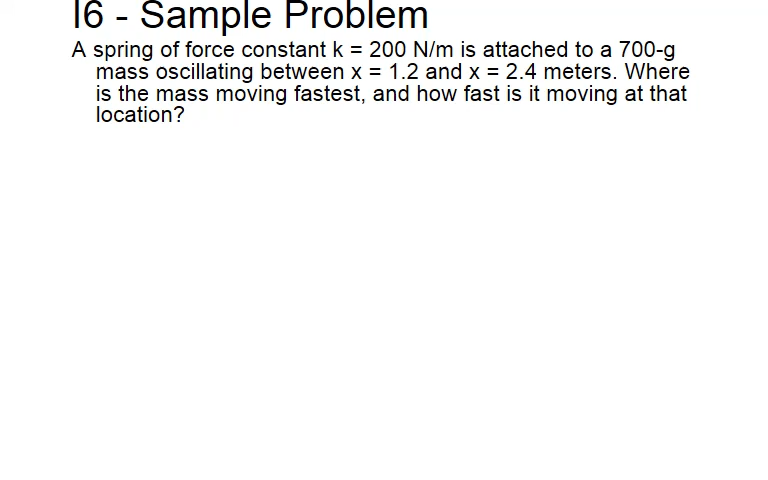 I6 - Sample Problem
A spring of force constant k = 200 N/m is attached to a 700-g
mass oscillating between x = 1.2 and x = 2.4 meters. Where
is the mass moving fastest, and how fast is it moving at that
location?